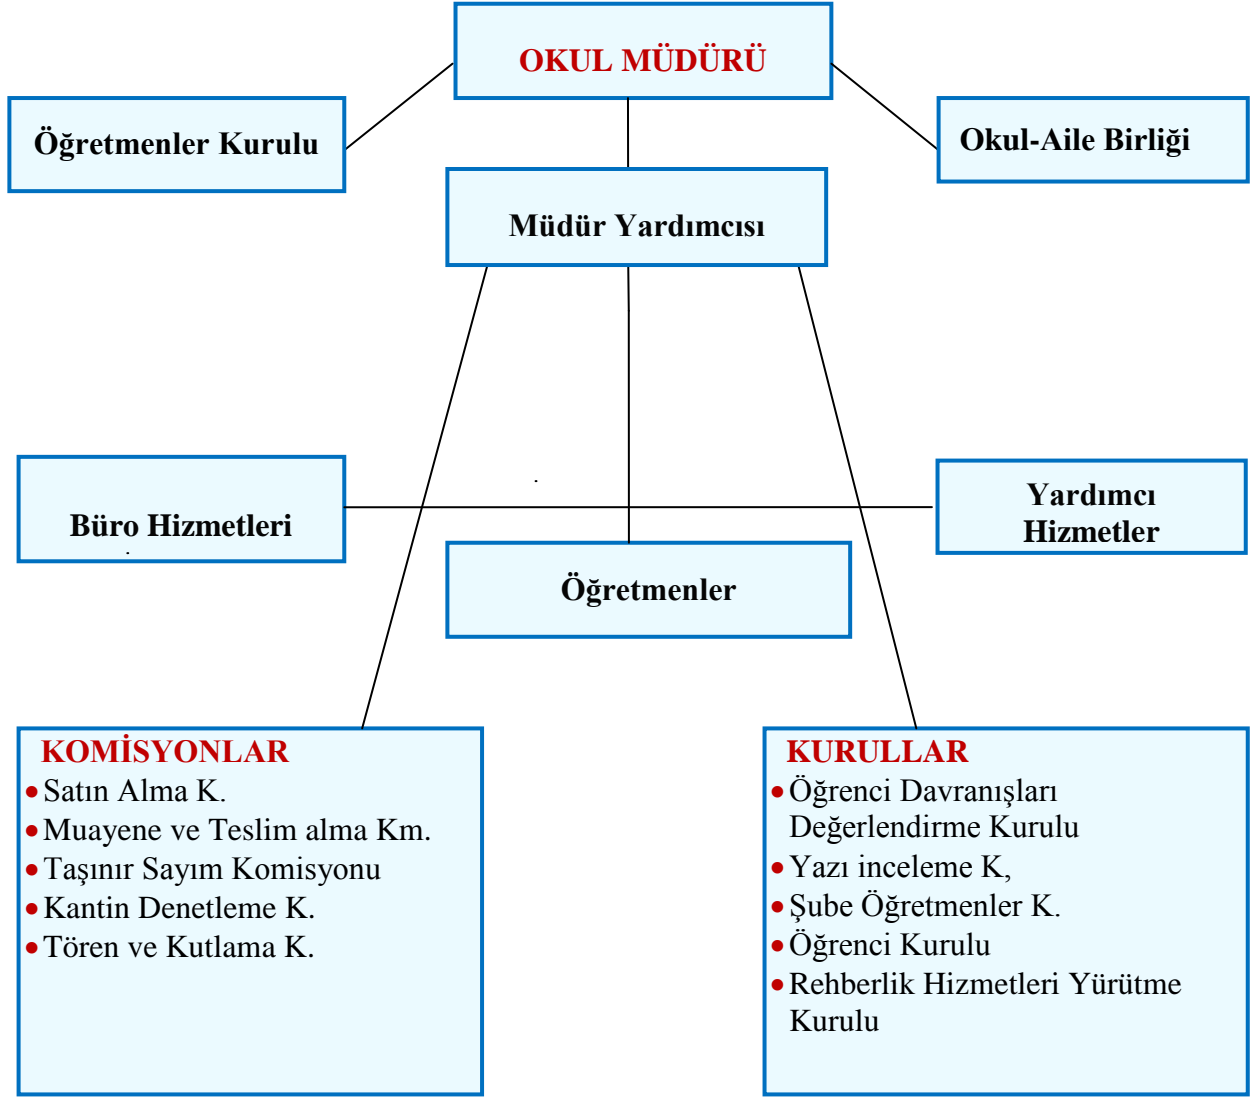 OKUL MÜDÜRÜ
Öğretmenler Kurulu
Okul-Aile Birliği
Müdür Yardımcısı
Büro Hizmetleri
Yardımcı
Hizmetler
Öğretmenler
KOMİSYONLAR
• Satın Alma K.
• Muayene ve Teslim alma Km.
• Taşınır Sayım Komisyonu
• Kantin Denetleme K.
• Tören ve Kutlama K.
KURULLAR
• Öğrenci Davranışları
Değerlendirme Kurulu
• Yazı inceleme K,
• Şube Öğretmenler K.
• Öğrenci Kurulu
• Rehberlik Hizmetleri Yürütme
Kurulu